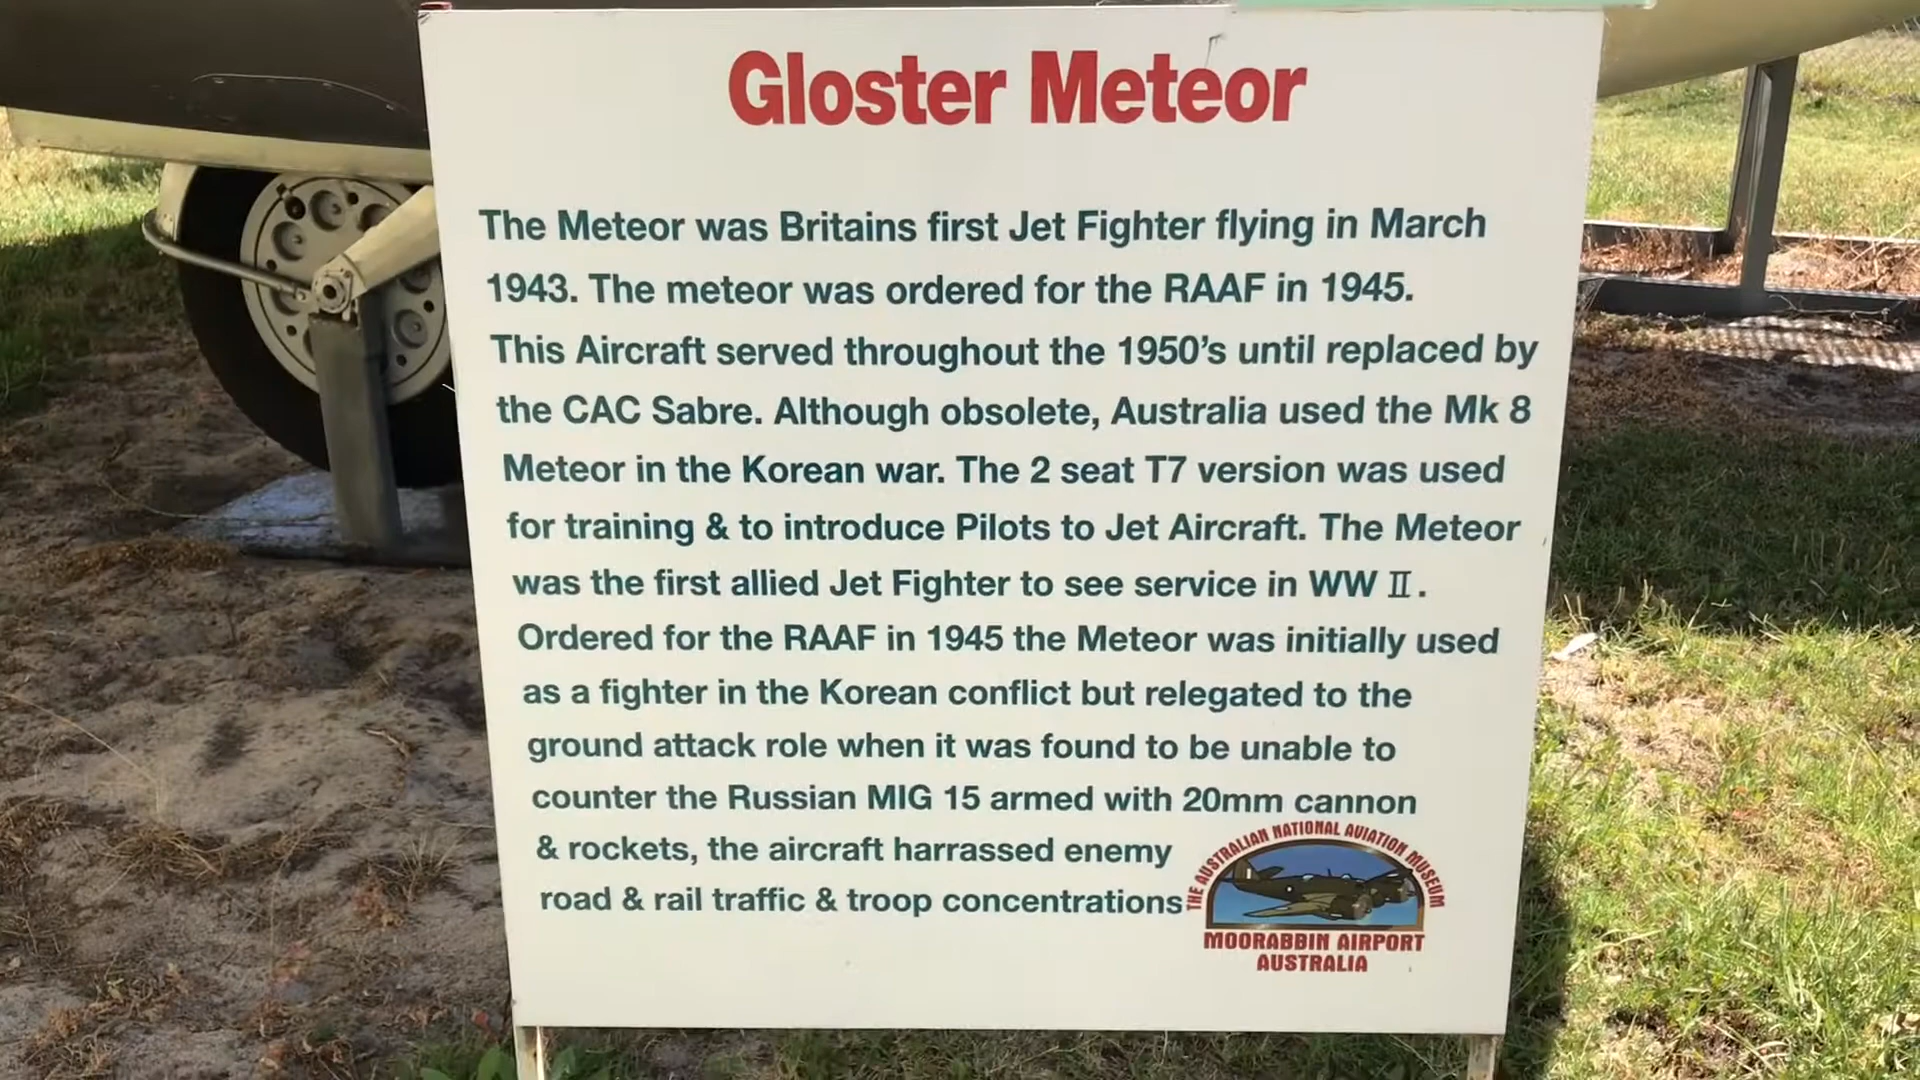 Gloster Meteor
The Meteor was Britains first Jet Fighter flying in March
1943. The meteor was ordered for the RAAF in 1945.
This Aircraft served throughout the 1950's until replaced by
the CAC Sabre. Although obsolete, Australia used the Mk 8
Meteor in the Korean war. The 2 seat T7 version was used
for training & to introduce Pilots to Jet Aircraft. The Meteor
was the first allied Jet Fighter to see service in WW II.
Ordered for the RAAF in 1945 the Meteor was initially used
as a fighter in the Korean conflict but relegated to the
ground attack role when it was found to be unable to
counter the Russian MIG 15 armed with 20mm cannon
& rockets, the aircraft harrassed enemy
road & rail traffic & troop concentrations
THE AUSTRALIAN NATIONAL AVIATION MUSEUM
MOORABBIN AIRPORT
AUSTRALIA